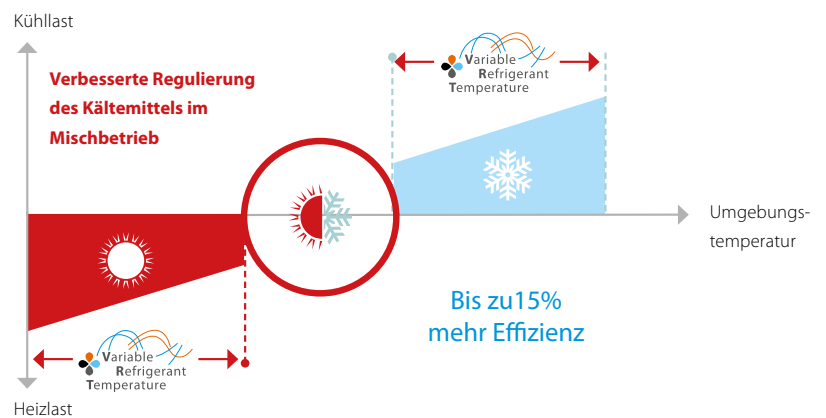 Kühllast
Variable
Refrigerant
Temperature
Verbesserte Regulierung
des Kältemittels im
Mischbetrieb
Umgebungs-
temperatur
Bis zu15%
mehr Effizienz
Variable
Refrigerant
Temperature
Heizlast